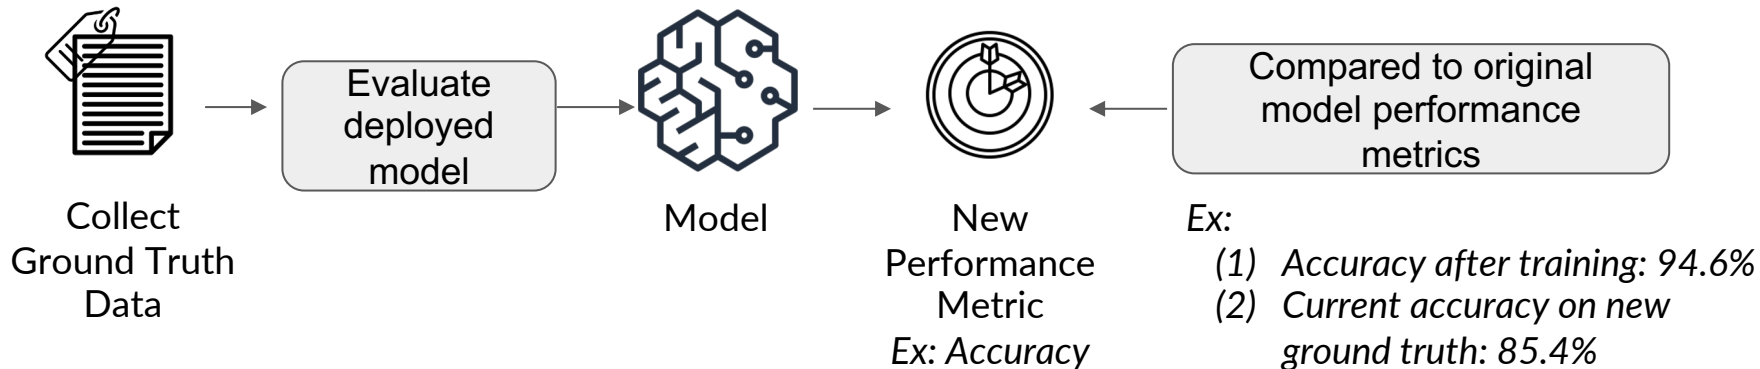 Evaluate
deployed
model
Compared to original
model performance
metrics
Collect
Ground Truth
Data
Model
New
Performance
Metric
Ex: Accuracy
Ex:
(1) Accuracy after training: 94.6%
(2) Current accuracy on new
ground truth: 85.4%